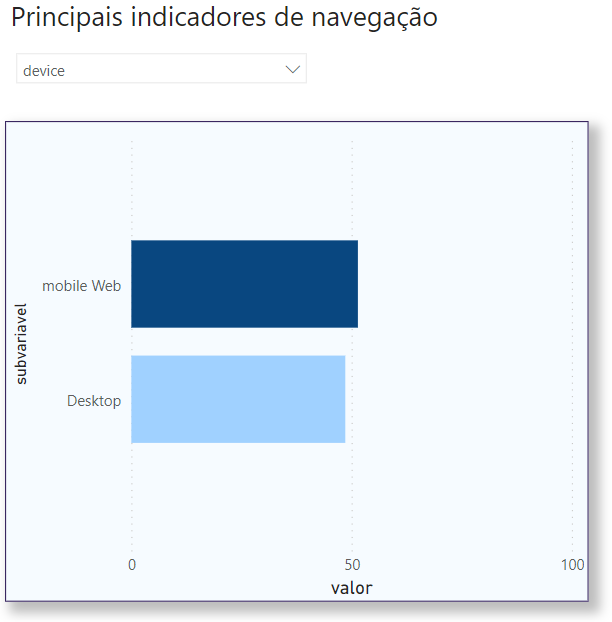 Principais indicadores de navegação
device
mobile Web
Desktop
subvariavel
0
50
100
valor